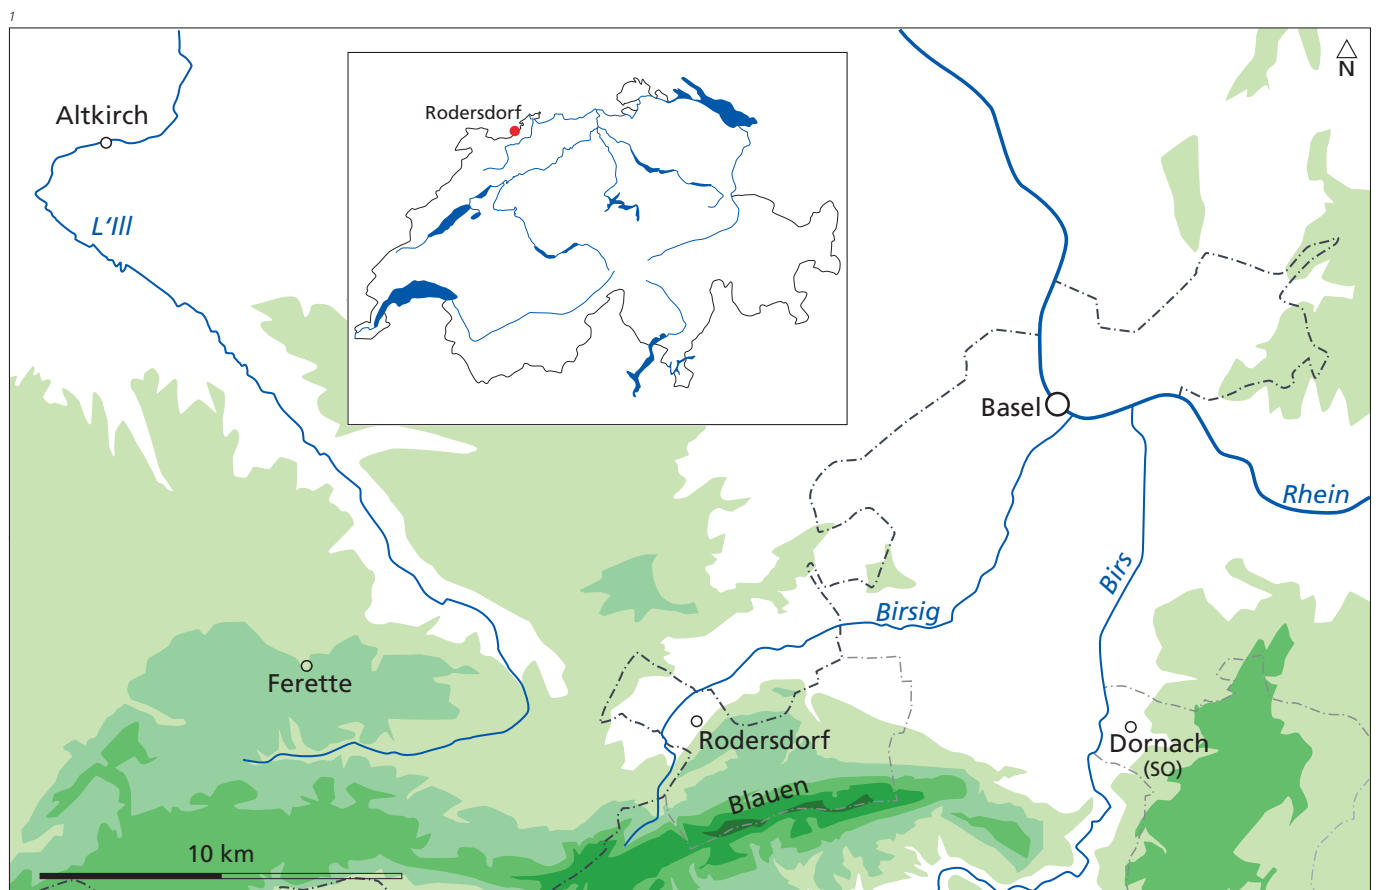 1
N
Altkirch
Rodersdorf
L'Ill
Basel
Rhein
Birs
Birsig
Ferette
Rodersdorf
Dornach
(SO)
Blauen
10 km